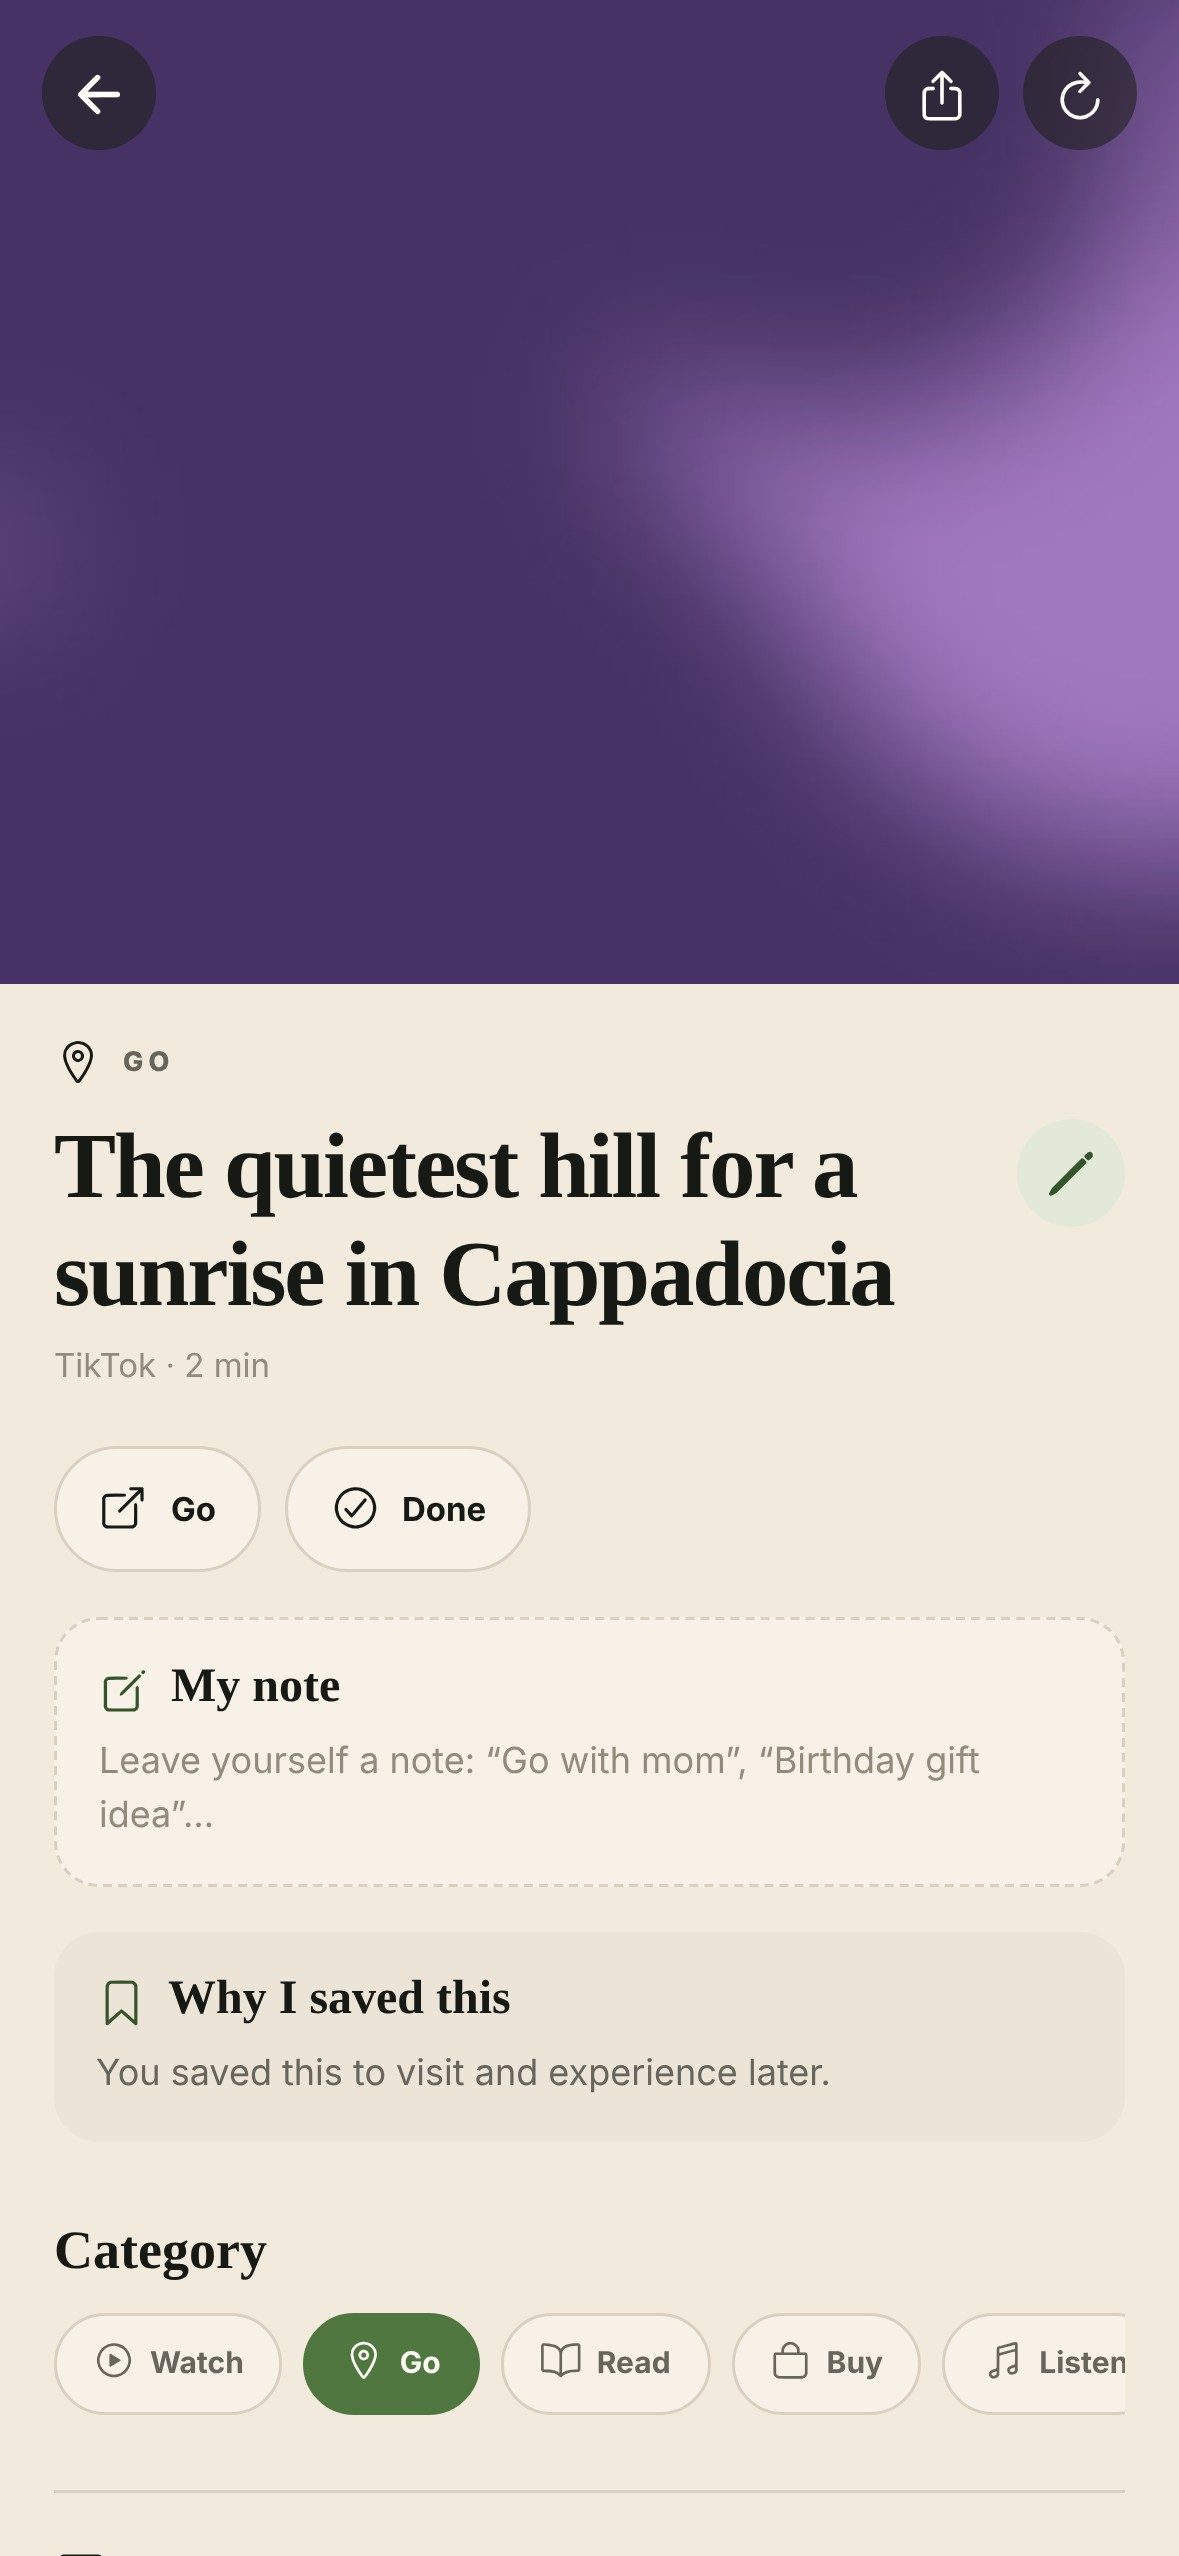 GO
The quietest hill for a
sunrise in Cappadocia
TikTok · 2 min
Go
Done
My note
Leave yourself a note: “Go with mom”, “Birthday gift
idea”...
Why I saved this
You saved this to visit and experience later.
Category
Watch
Go
Read
Buy
Listen